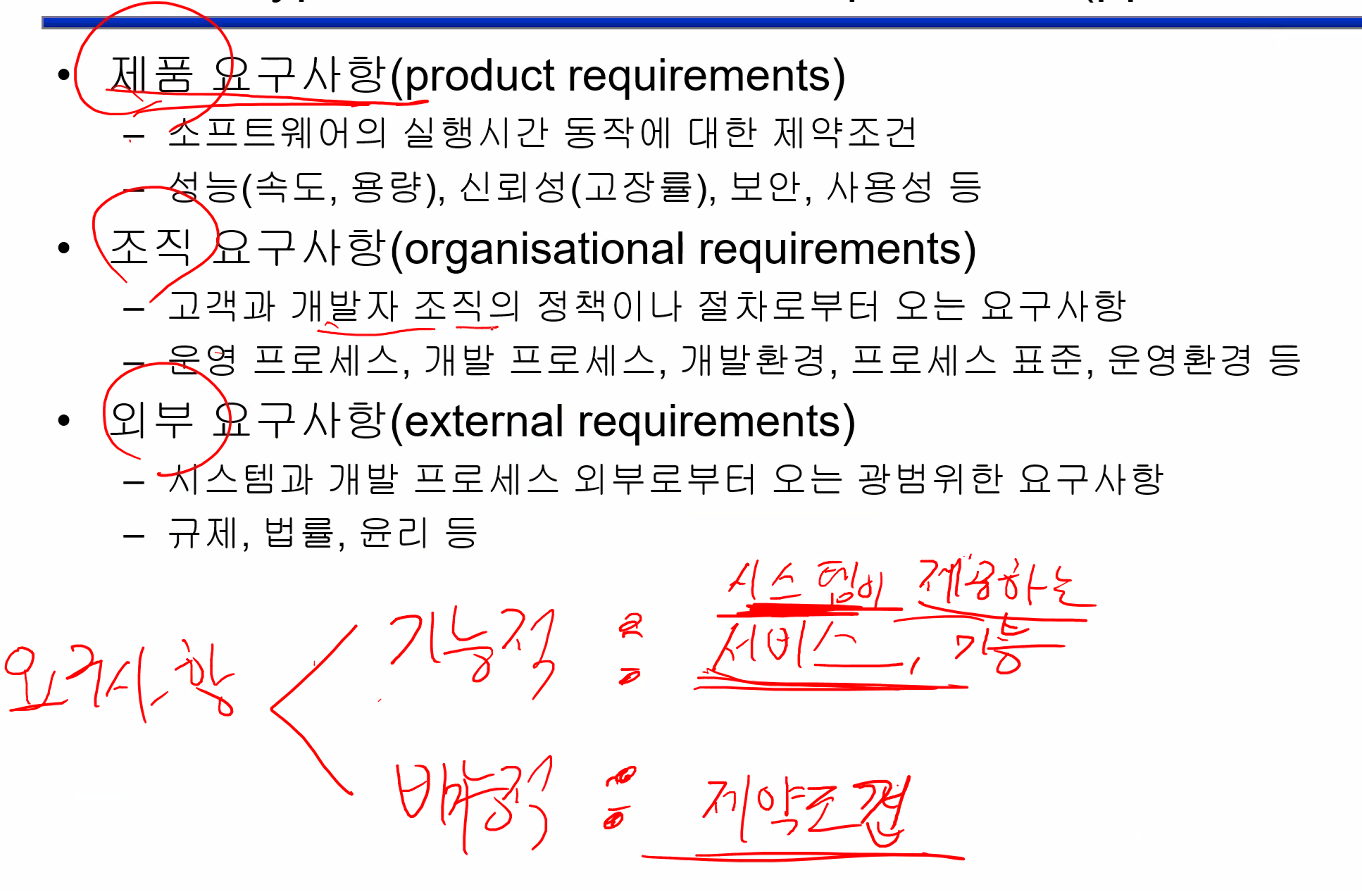 • 제품 요구사항(product requirements)
– 소프트웨어의 실행시간 동작에 대한 제약조건
– 성능(속도, 용량), 신뢰성(고장률), 보안, 사용성 등
• 조직 요구사항(organisational requirements)
– 고객과 개발자 조직의 정책이나 절차로부터 오는 요구사항
– 운영 프로세스, 개발 프로세스, 개발환경, 프로세스 표준, 운영환경 등
• 외부 요구사항(external requirements)
– 시스템과 개발 프로세스 외부로부터 오는 광범위한 요구사항
– 규제, 법률, 윤리 등
시스템이 제공하는
요구사항 기능적 : 서비스, 기능
비기능적 : 제약조건